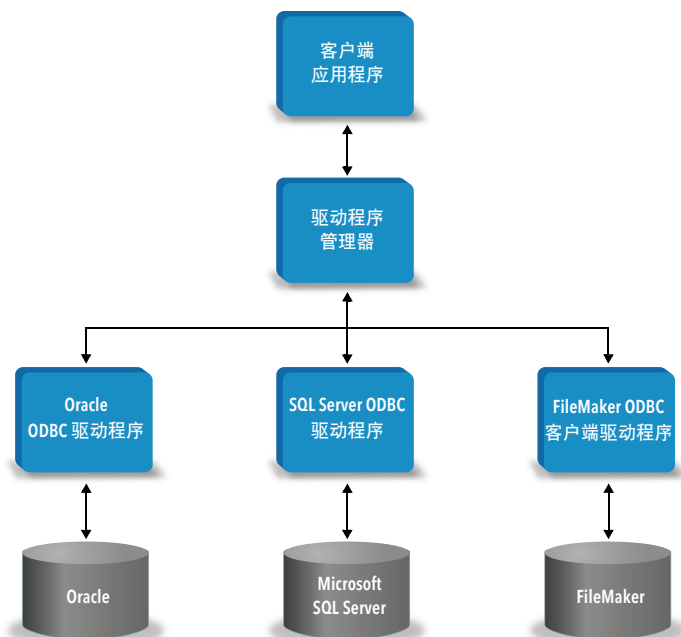 客户端
应用程序
驱动程序
管理器
Oracle
ODBC 驱动程序
SQL Server ODBC
驱动程序
FileMaker ODBC
客户端驱动程序
Oracle
Microsoft
SQL Server
FileMaker